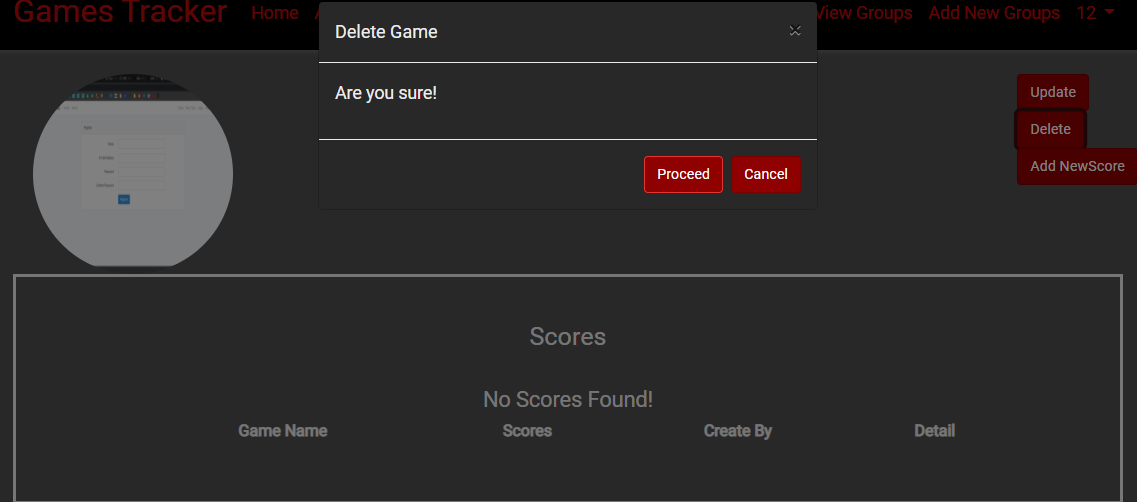 Games Tracker Home View Groups Add New Groups 12
Delete Game ×
Are you sure!
Proceed Cancel
Update
Delete
Add NewScore
Scores
No Scores Found!
Game Name Scores Create By Detail